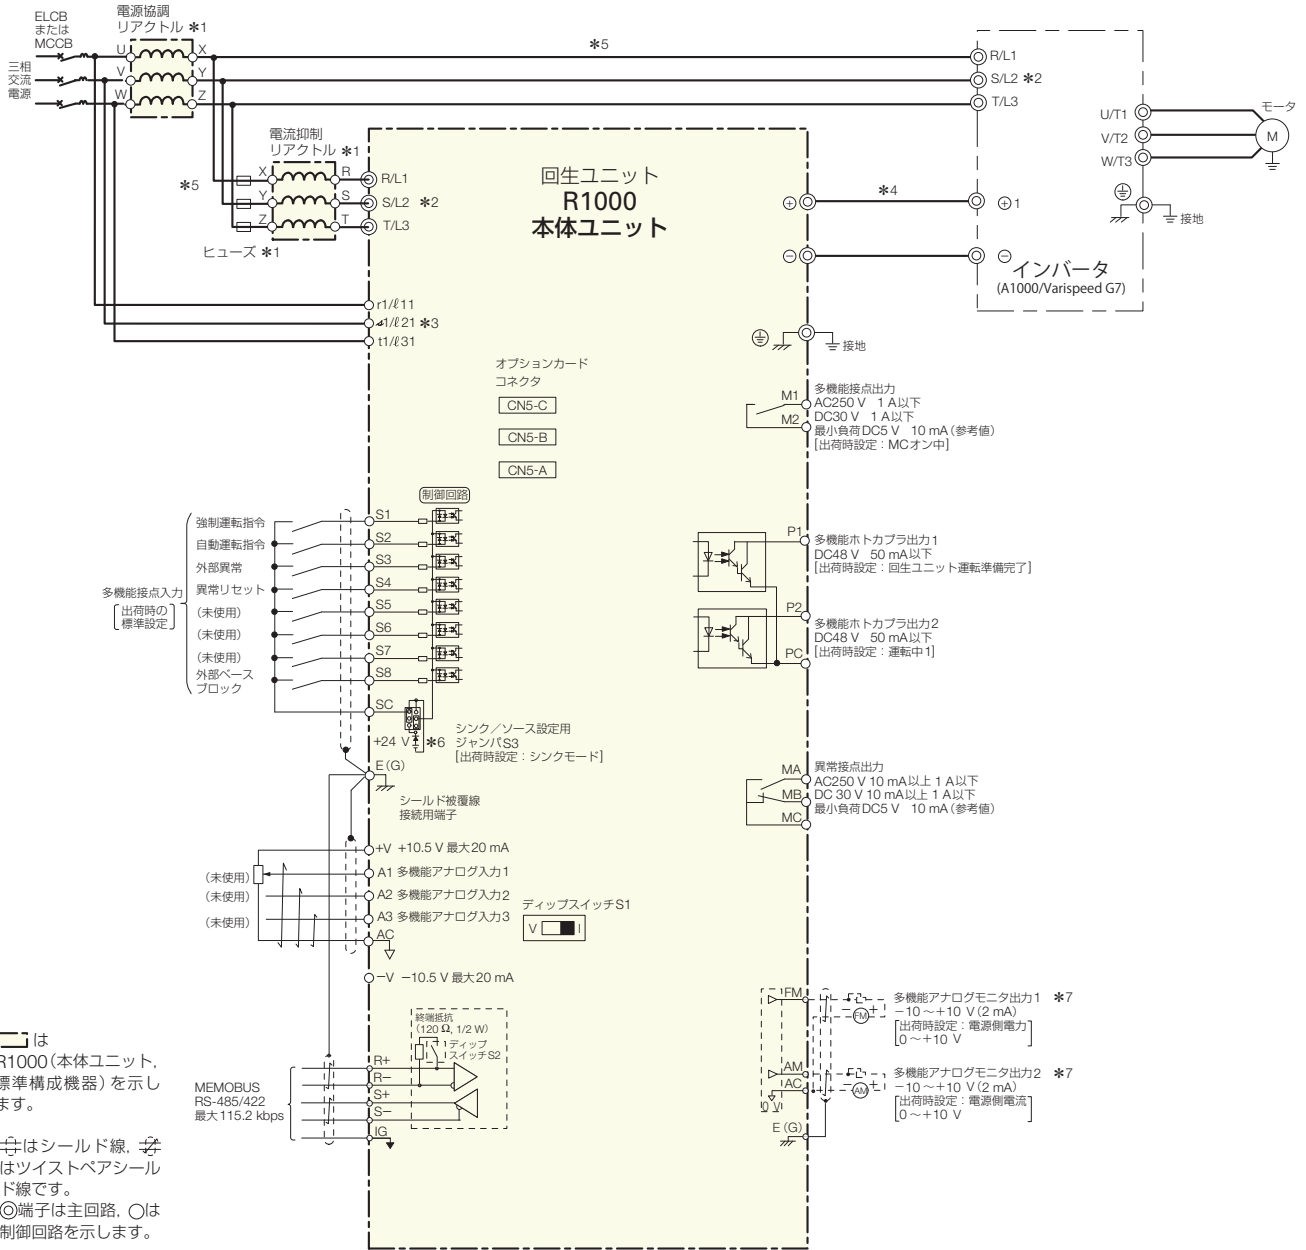 ELCB
または
MCCB
三相
交流
電源
電源協調
リアクトル *1
U
V
W
X
Y
Z
*5
R/L1
S/L2 *2
T/L3
U/T1
V/T2
W/T3
モータ
M
接地
⊕1
⊖
インバータ
(A1000/Varispeed G7)
*4
電流抑制
リアクトル *1
*5
X
Y
Z
R
S
T
ヒューズ *1
R/L1
S/L2 *2
T/L3
回生ユニット
R1000
本体ユニット
⊕
⊖
r1/ℓ11
1/ℓ21 *3
t1/ℓ31
接地
オプションカード
コネクタ
CN5-C
CN5-B
CN5-A
M1
M2
多機能接点出力
AC250 V 1 A以下
DC30 V 1 A以下
最小負荷DC5 V 10 mA(参考値)
[出荷時設定:MCオン中]
制御回路
多機能接点入力
出荷時の
標準設定
強制運転指令
自動運転指令
外部異常
異常リセット
(未使用)
(未使用)
(未使用)
外部ベース
ブロック
S1
S2
S3
S4
S5
S6
S7
S8
SC
+24 V
*6
シンク/ソース設定用
ジャンパS3
[出荷時設定:シンクモード]
E(G)
シールド被覆線
接続用端子
P1
多機能ホトカプラ出力1
DC48 V 50 mA以下
[出荷時設定:回生ユニット運転準備完了]
P2
PC
多機能ホトカプラ出力2
DC48 V 50 mA以下
[出荷時設定:運転中1]
MA
MB
MC
異常接点出力
AC250 V 10 mA以上 1 A以下
DC 30 V 10 mA以上 1 A以下
最小負荷DC5 V 10 mA(参考値)
+V +10.5 V 最大20 mA
(未使用)
A1 多機能アナログ入力1
(未使用)
A2 多機能アナログ入力2
(未使用)
A3 多機能アナログ入力3
AC
−V −10.5 V 最大20 mA
ディップスイッチS1
V I
終端抵抗
(120 Ω, 1/2 W)
ディップ
スイッチS2
MEMOBUS
RS-485/422
最大115.2 kbps
R+
R−
S+
S−
IG
FM
− +
FM
多機能アナログモニタ出力1 *7
−10〜+10 V(2 mA)
出荷時設定:電源側電力
0〜+10 V
AM
AC
0 V
− +
AM
多機能アナログモニタ出力2 *7
−10〜+10 V(2 mA)
出荷時設定:電源側電流
0〜+10 V
E (G)
は
R1000(本体ユニット,
標準構成機器)を示し
ます。
はシールド線,
はツイストペアシール
ド線です。
◎端子は主回路, ○は
制御回路を示します。